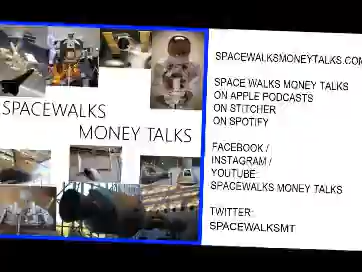 SPACEWALKS
MONEY TALKS
SPACEWALKSMONEYTALKS.COM
SPACE WALKS MONEY TALKS
ON APPLE PODCASTS
ON STITCHER
ON SPOTIFY
FACEBOOK /
INSTAGRAM /
YOUTUBE:
SPACEWALKS MONEY TALKS
TWITTER:
SPACEWALKSMT